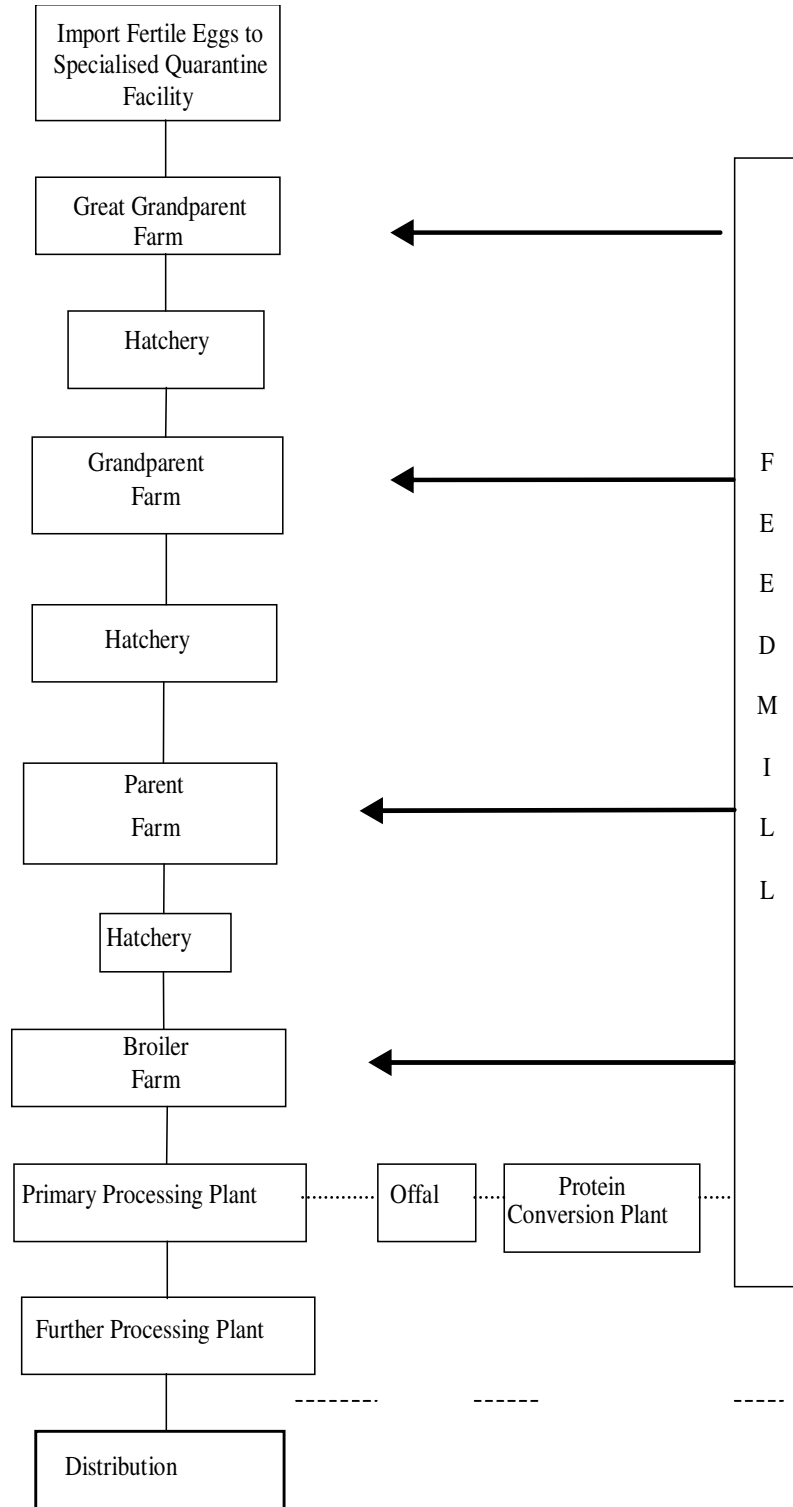 Import Fertile Eggs to
Specialised Quarantine
Facility
Great Grandparent
Farm
Hatchery
Grandparent
Farm
Hatchery
Parent
Farm
Hatchery
Broiler
Farm
Primary Processing Plant
Offal
Protein
Conversion Plant
Further Processing Plant
Distribution
F
E
E
D
M
I
L
L